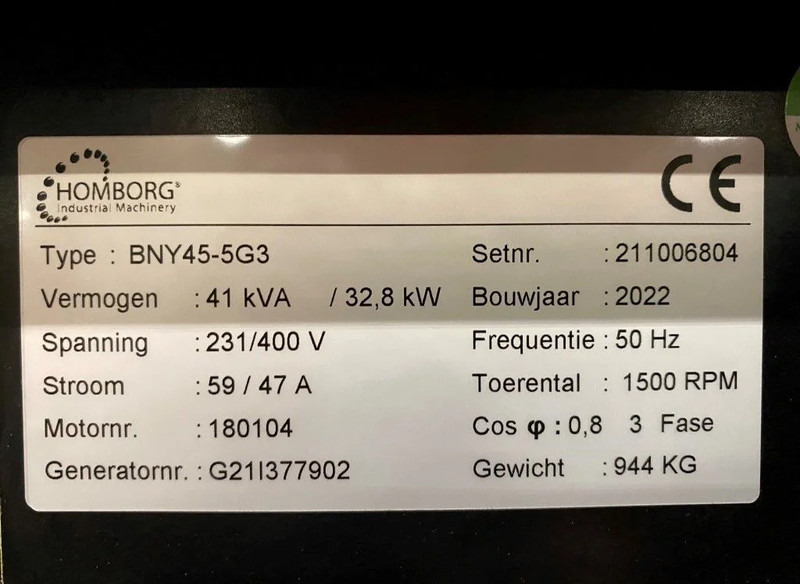 HOMBORG®
Industrial Machinery
CE
Type : BNY45-5G3
Setnr. : 211006804
Vermogen : 41 kVA / 32,8 kW
Bouwjaar : 2022
Spanning : 231/400 V
Frequentie : 50 Hz
Stroom : 59 / 47 A
Toerental : 1500 RPM
Motornr. : 180104
Cos φ : 0,8 3 Fase
Generatornr. : G21I377902
Gewicht : 944 KG